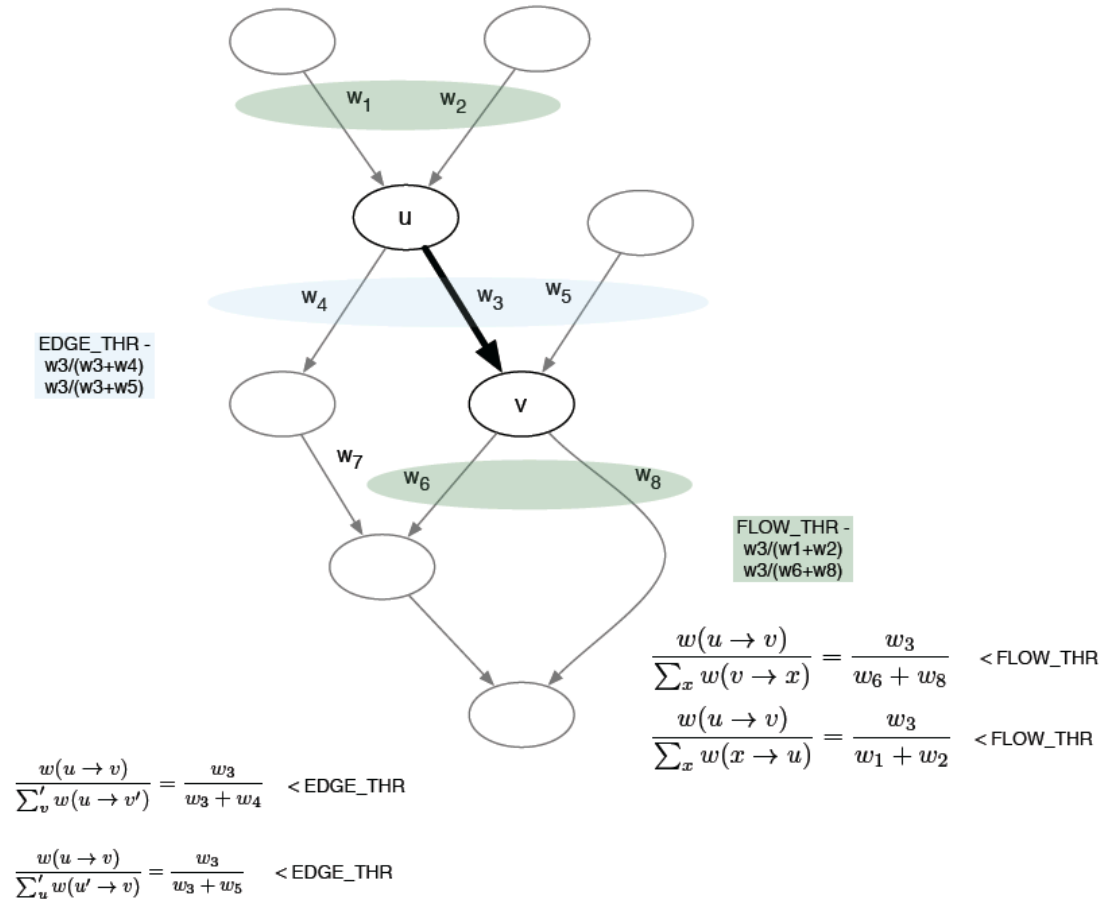 w₁ w₂
u
w₄ w₃ w₅
EDGE_THR -
w3/(w3+w4)
w3/(w3+w5)
v
w₇
w₆ w₈
FLOW_THR -
w3/(w1+w2)
w3/(w6+w8)
w(u → v) / ∑ₓ w(v → x) = w₃ / (w₆ + w₈) < FLOW_THR
w(u → v) / ∑ₓ w(x → u) = w₃ / (w₁ + w₂) < FLOW_THR
w(u → v) / ∑′ᵥ w(u → v′) = w₃ / (w₃ + w₄) < EDGE_THR
w(u → v) / ∑′ᵤ w(u′ → v) = w₃ / (w₃ + w₅) < EDGE_THR